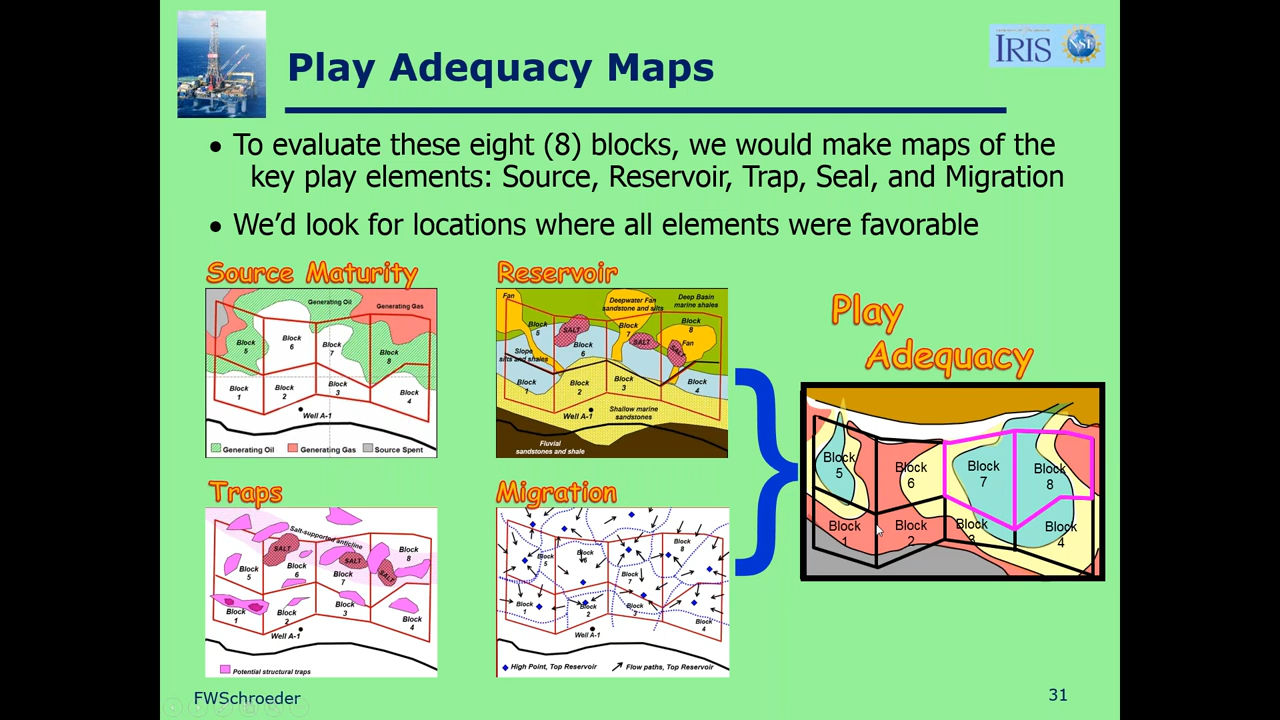 Play Adequacy Maps
IRIS
NSF
• To evaluate these eight (8) blocks, we would make maps of the
key play elements: Source, Reservoir, Trap, Seal, and Migration
• We'd look for locations where all elements were favorable
Source Maturity
Generating Oil
Generating Gas
Block
5
Block
6
Block
7
Block
8
Block
1
Block
2
Block
3
Block
4
Well A-1
Generating Oil Generating Gas Source Spent
Reservoir
Fan
Deepwater Fan
sandstone and silts
Deep Basin
marine shales
Block
5
SALT
Block
6
Block
7
SALT
Block
8
Fan
SALT
Slope
silts and shales
Block
1
Block
2
Block
3
Block
4
Well A-1
Shallow marine
sandstones
Fluvial
sandstones and shale
Play
Adequacy
Block
5
Block
6
Block
7
Block
8
Block
1
Block
2
Block
3
Block
4
Traps
Salt-supported anticline
SALT
SALT
SALT
Block
5
Block
6
Block
7
Block
8
Block
1
Block
2
Block
3
Block
4
Well A-1
Potential structural traps
Migration
Block
5
Block
6
Block
7
Block
8
Block
1
Block
2
Block
3
Block
4
Well A-1
High Point, Top Reservoir Flow paths, Top Reservoir
FWSchroeder
31